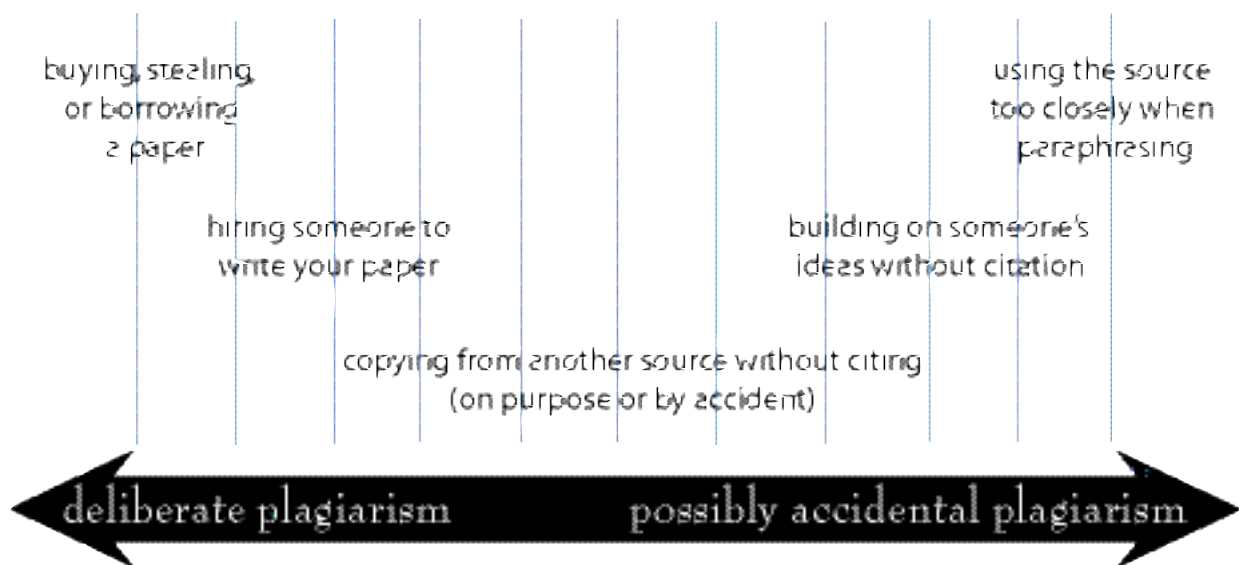 buying, stealing,
or borrowing
a paper
using the source
too closely when
paraphrasing
hiring someone to
write your paper
building on someone's
ideas without citation
copying from another source without citing
(on purpose or by accident)
deliberate plagiarism
possibly accidental plagiarism